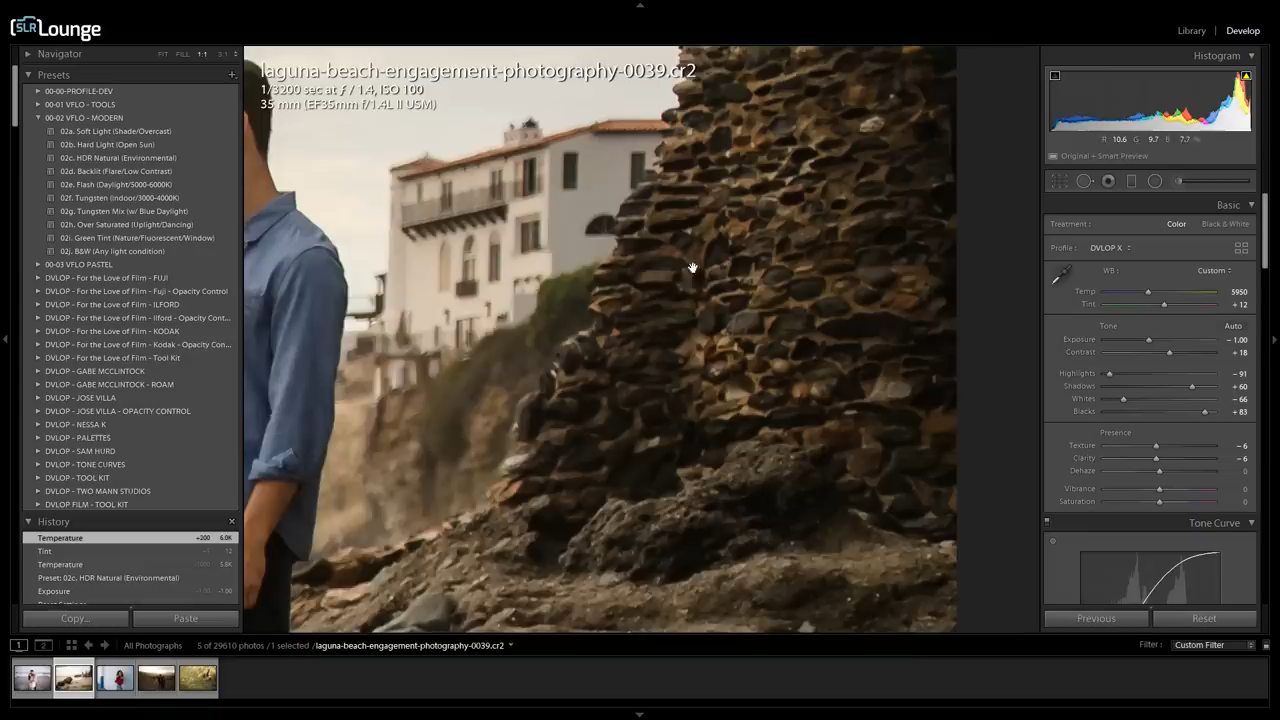 SLR Lounge
Library | Develop
Navigator FIT FILL 1:1 3:1
Histogram
Presets
laguna-beach-engagement-photography-0039.cr2
1/3200 sec at ƒ / 1.4, ISO 100
35 mm (EF35mm f/1.4L II USM)
00-00-PROFILE-DEV
00-01 VFLO - TOOLS
00-02 VFLO - MODERN
02a. Soft Light (Shade/Overcast)
02b. Hard Light (Open Sun)
02c. HDR Natural (Environmental)
02d. Backlit (Flare/Low Contrast)
02e. Flash (Daylight/5000-6000K)
02f. Tungsten (Indoor/3000-4000K)
02g. Tungsten Mix (w/ Blue Daylight)
02h. Over Saturated (Uplight/Dancing)
02i. Green Tint (Nature/Fluorescent/Window)
02j. B&W (Any light condition)
00-03 VFLO PASTEL
DVLOP - For the Love of Film - FUJI
DVLOP - For the Love of Film - Fuji - Opacity Control
DVLOP - For the Love of Film - ILFORD
DVLOP - For the Love of Film - Ilford - Opacity Cont...
DVLOP - For the Love of Film - KODAK
DVLOP - For the Love of Film - Kodak - Opacity Con...
DVLOP - For the Love of Film - Tool Kit
DVLOP - GABE MCCLINTOCK
DVLOP - GABE MCCLINTOCK - ROAM
DVLOP - JOSE VILLA
DVLOP - JOSE VILLA - OPACITY CONTROL
DVLOP - NESSA K
DVLOP - PALETTES
DVLOP - SAM HURD
DVLOP - TONE CURVES
DVLOP - TOOL KIT
DVLOP - TWO MANN STUDIOS
DVLOP FILM - TOOL KIT
History
Temperature +200 6.0K
Tint 12
Temperature 5.8K
Preset: 02c. HDR Natural (Environmental)
Exposure -1.00 -1.00
Copy... Paste
R 10.6 G 9.7 B 7.7 %
Original + Smart Preview
Basic
Treatment : Color Black & White
Profile : DVLOP X
WB : Custom
Temp 5950
Tint + 12
Tone Auto
Exposure − 1.00
Contrast + 18
Highlights − 91
Shadows + 60
Whites − 66
Blacks + 83
Presence
Texture − 6
Clarity − 6
Dehaze 0
Vibrance 0
Saturation 0
Tone Curve
Previous Reset
1 2 All Photographs 5 of 29610 photos / 1 selected / laguna-beach-engagement-photography-0039.cr2
Filter : Custom Filter